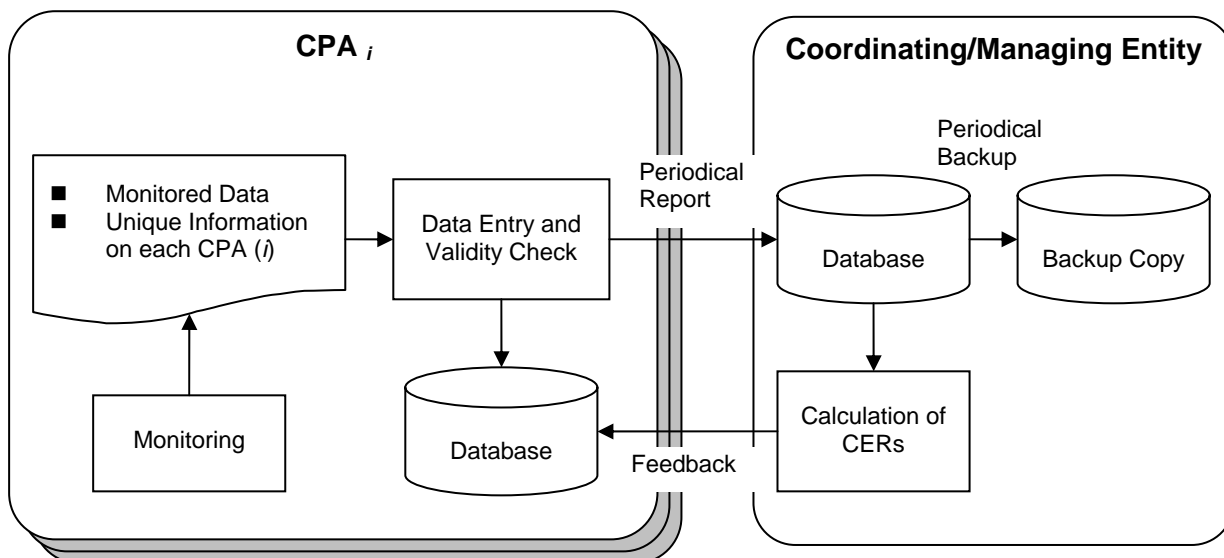 CPA i
Coordinating/Managing Entity
■ Monitored Data
■ Unique Information
on each CPA (i)
Data Entry and
Validity Check
Periodical
Report
Periodical
Backup
Database
Backup Copy
Monitoring
Database
Feedback
Calculation of
CERs